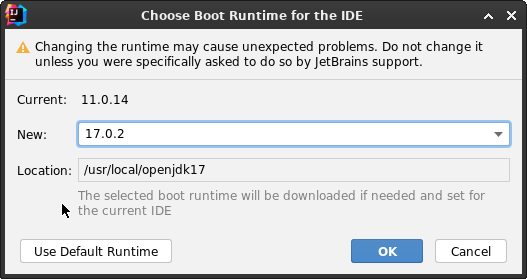 Choose Boot Runtime for the IDE
Changing the runtime may cause unexpected problems. Do not change it
unless you were specifically asked to do so by JetBrains support.
Current: 11.0.14
New: 17.0.2
Location: /usr/local/openjdk17
The selected boot runtime will be downloaded if needed and set for
the current IDE
Use Default Runtime OK Cancel